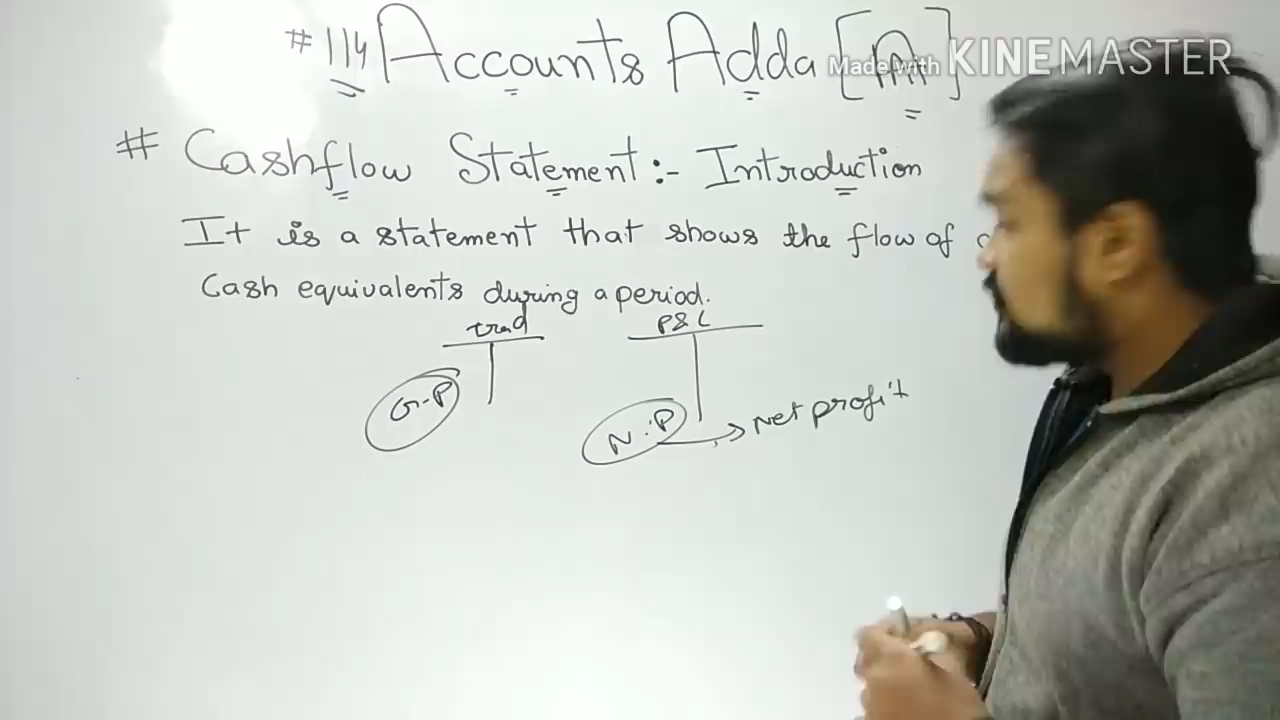 #114 Accounts Adda [AA]
Made with KINEMASTER
# Cashflow Statement:- Introduction
It is a statement that shows the flow of
Cash equivalents during a period.
trad P&L
G-P N.P → Net profit